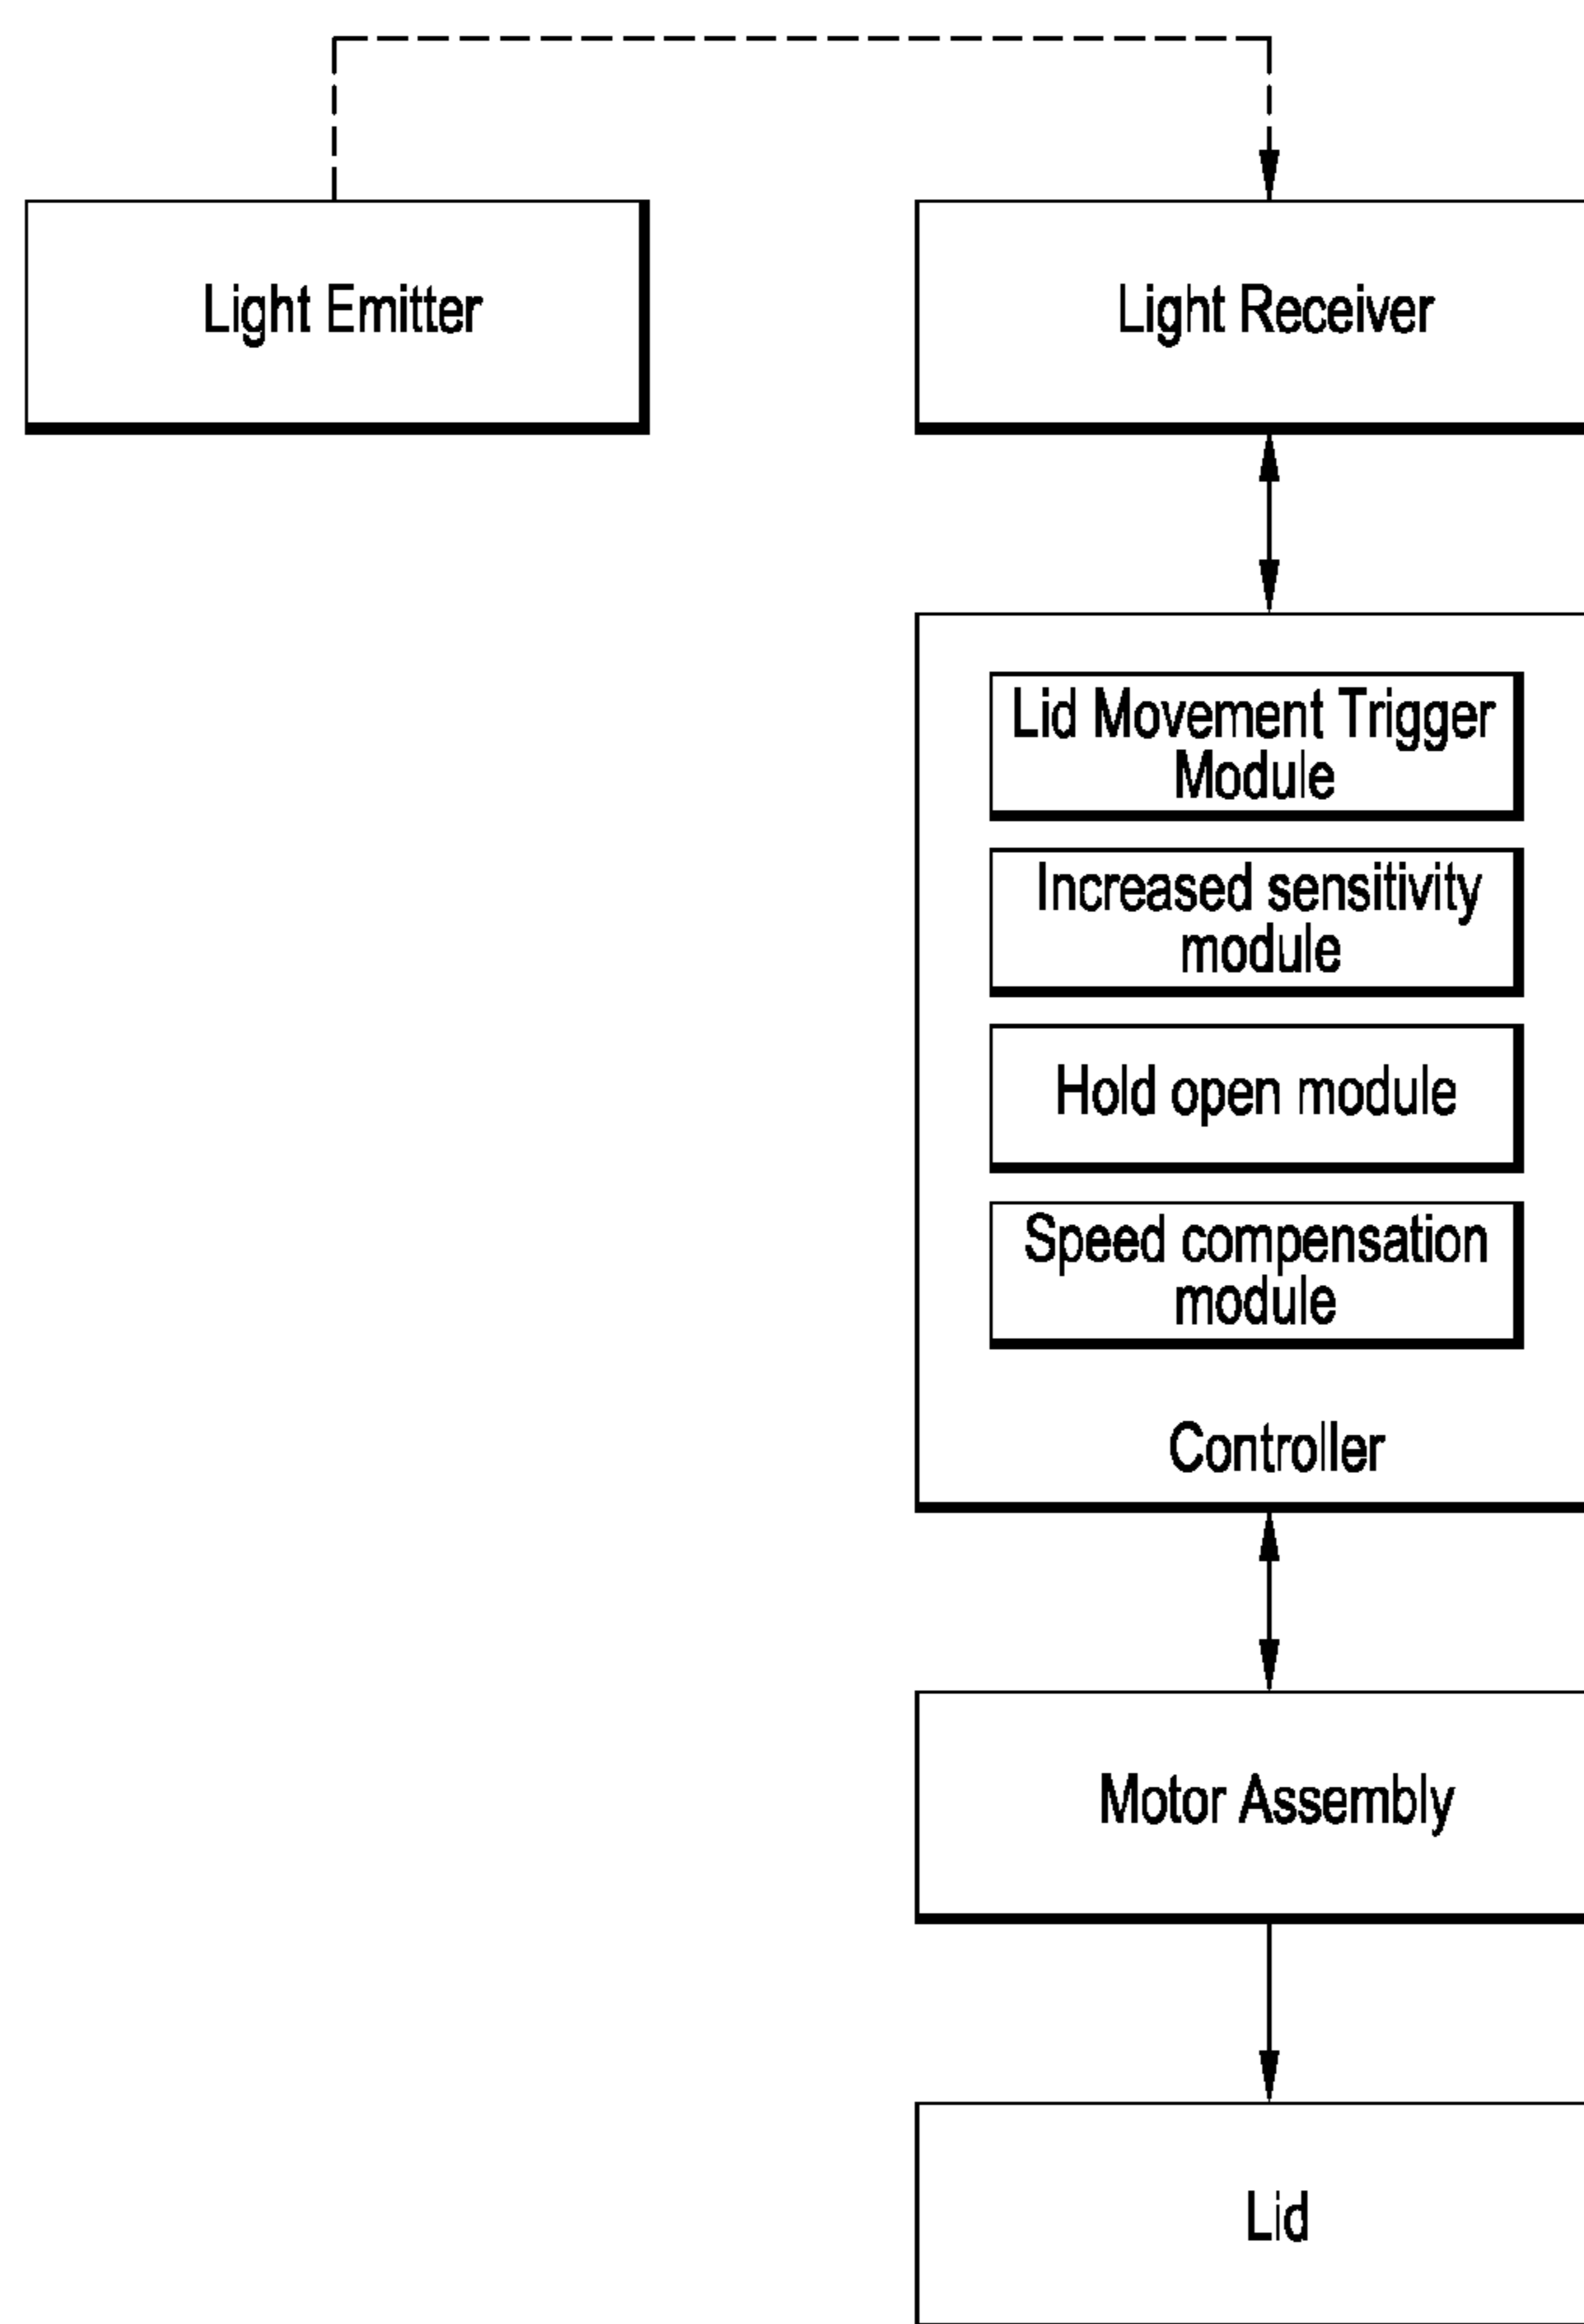 Light Emitter
Light Receiver
Lid Movement Trigger
Module
Increased sensitivity
module
Hold open module
Speed compensation
module
Controller
Motor Assembly
Lid